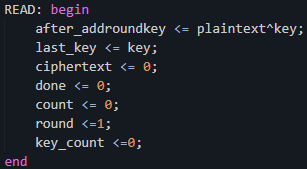 READ: begin
after_addroundkey <= plaintext^key;
last_key <= key;
ciphertext <= 0;
done <= 0;
count <= 0;
round <=1;
key_count <=0;
end